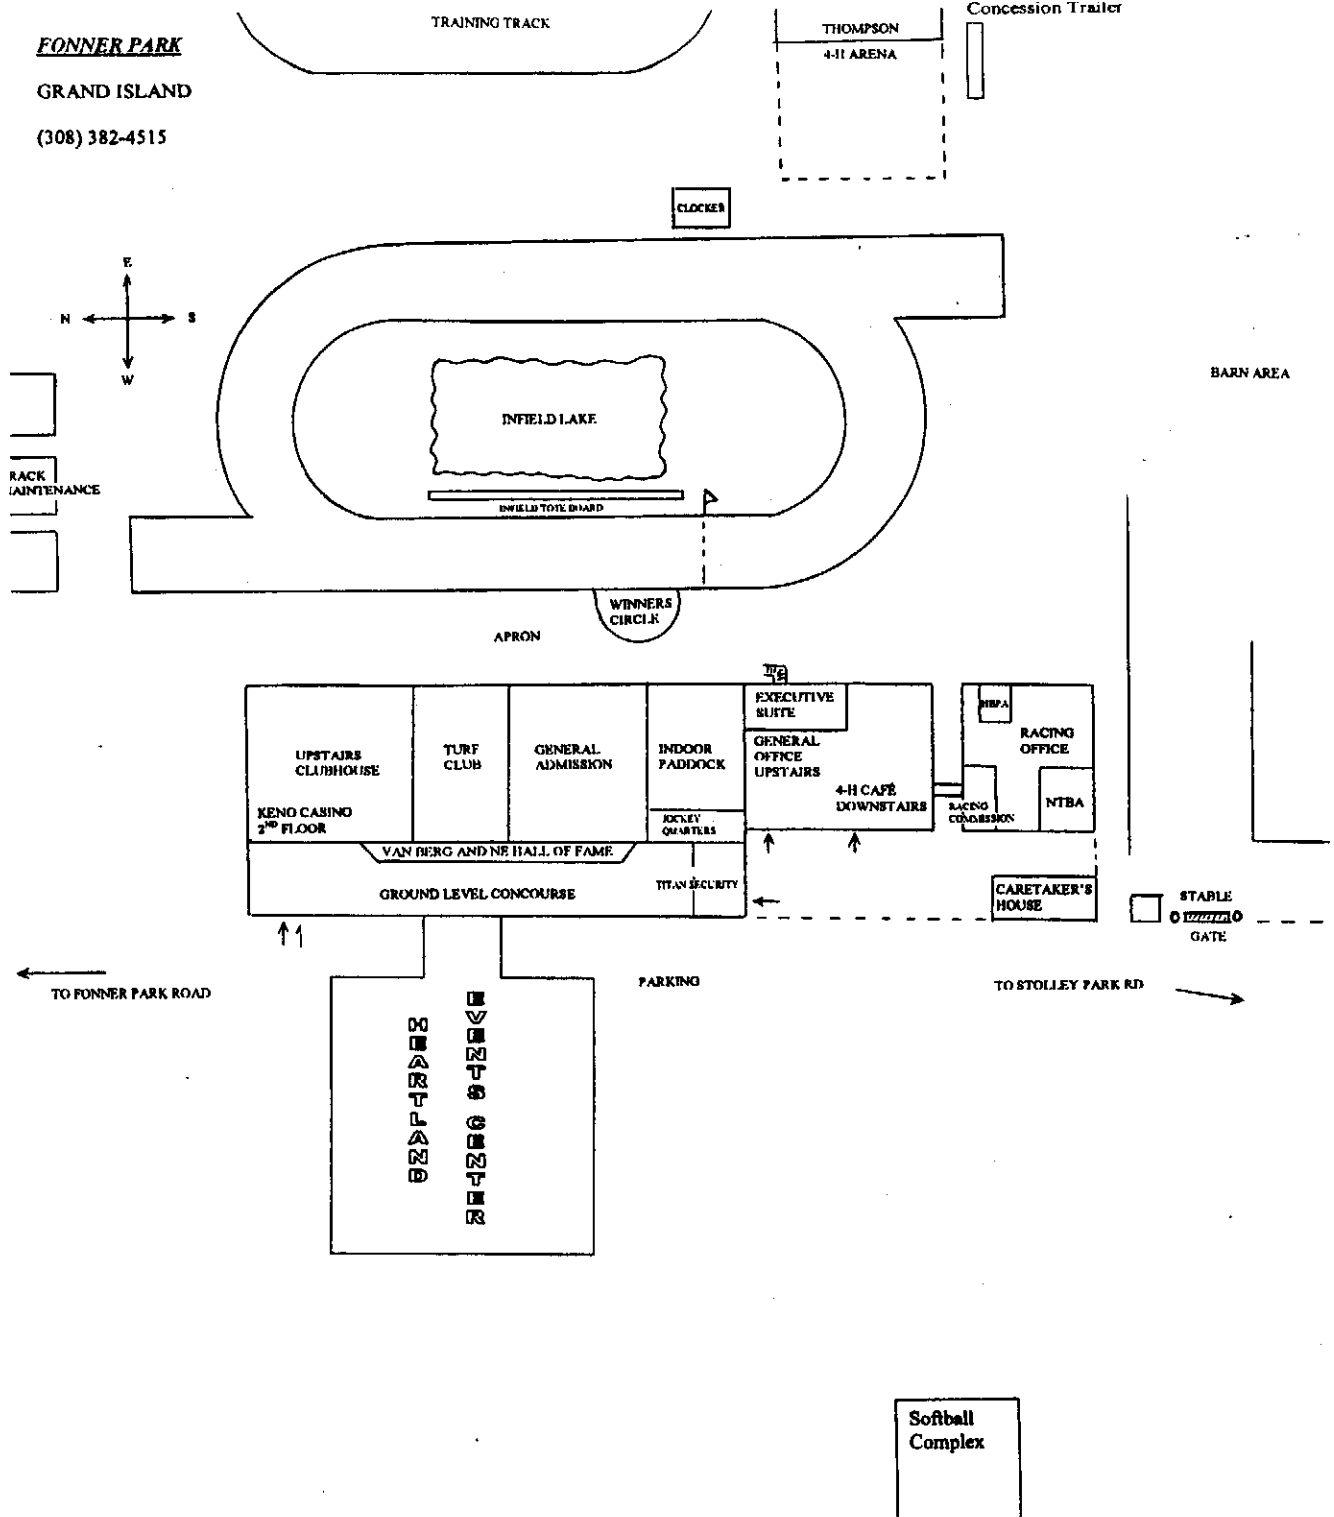 Concession Trailer
TRAINING TRACK
THOMPSON
4-H ARENA
FONNER PARK
GRAND ISLAND
(308) 382-4515
CLOCKER
E
N
S
W
BARN AREA
INFIELD LAKE
RACK
AINTENANCE
INFIELD TOTE BOARD
WINNERS
CIRCLE
APRON
EXECUTIVE
SUITE
HBPA
RACING
OFFICE
UPSTAIRS
CLUBHOUSE
TURF
CLUB
GENERAL
ADMISSION
INDOOR
PADDOCK
GENERAL
OFFICE
UPSTAIRS
4-H CAFÉ
DOWNSTAIRS
KENO CASINO
2ND FLOOR
JOCKEY
QUARTERS
RACING
COMMISSION
NTBA
VAN BERG AND NE HALL OF FAME
GROUND LEVEL CONCOURSE
TITAN SECURITY
CARETAKER'S
HOUSE
STABLE
GATE
TO FONNER PARK ROAD
PARKING
TO STOLLEY PARK RD
HEARTLAND
EVENTS CENTER
Softball
Complex